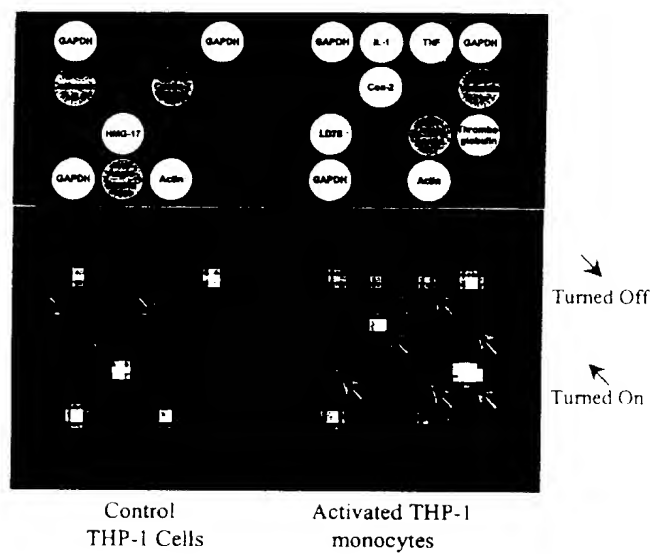 GAPDH GAPDH GAPDH IL-1 TNF GAPDH
Cox-2
HMG-17 LD78 Thrombo-
globulin
GAPDH Actin GAPDH Actin
Turned Off
Turned On
Control
THP-1 Cells
Activated THP-1
monocytes